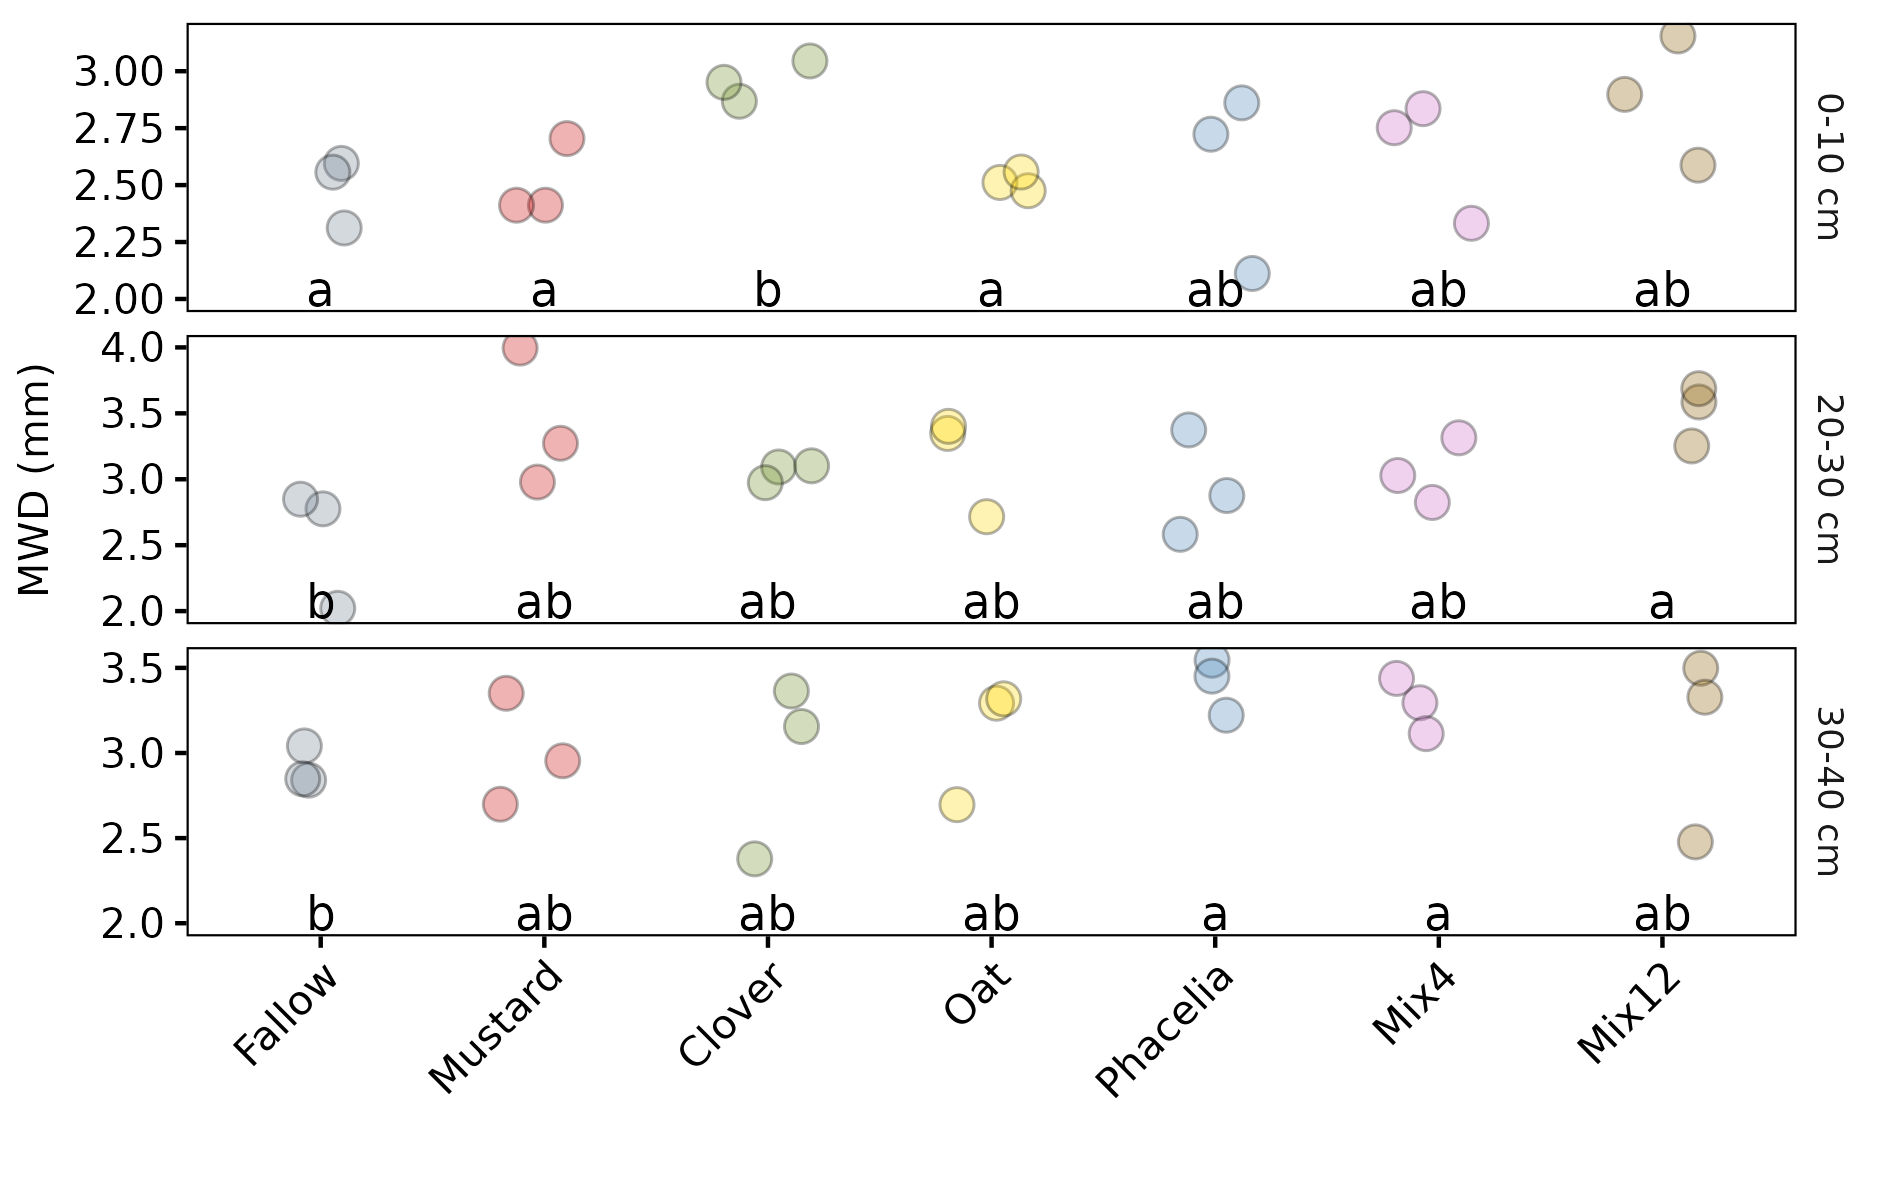 3.00
2.75
2.50
2.25
2.00
a a b a ab ab ab
0-10 cm
MWD (mm)
4.0
3.5
3.0
2.5
2.0
b ab ab ab ab ab a
20-30 cm
3.5
3.0
2.5
2.0
b ab ab ab a a ab
30-40 cm
Fallow Mustard Clover Oat Phacelia Mix4 Mix12